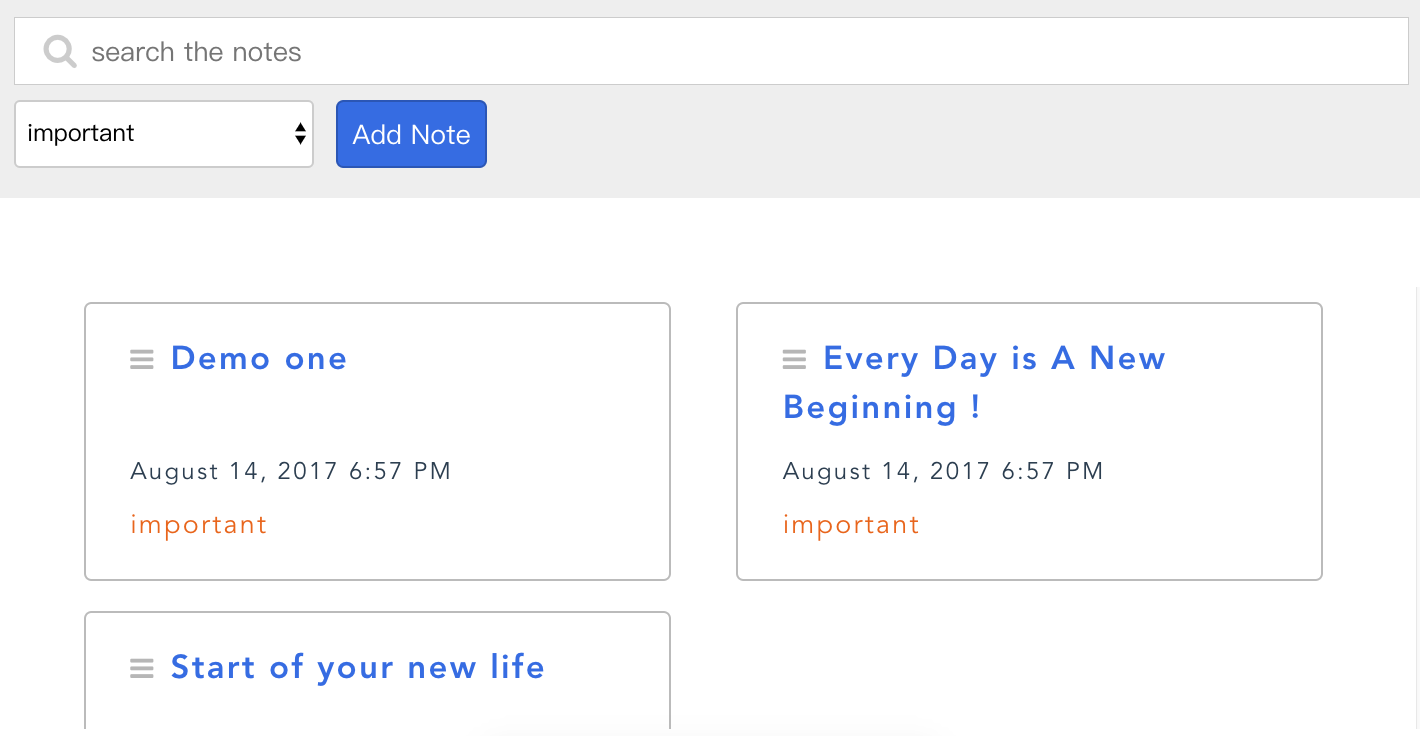 search the notes
important
Add Note
Demo one
August 14, 2017 6:57 PM
important
Every Day is A New
Beginning !
August 14, 2017 6:57 PM
important
Start of your new life